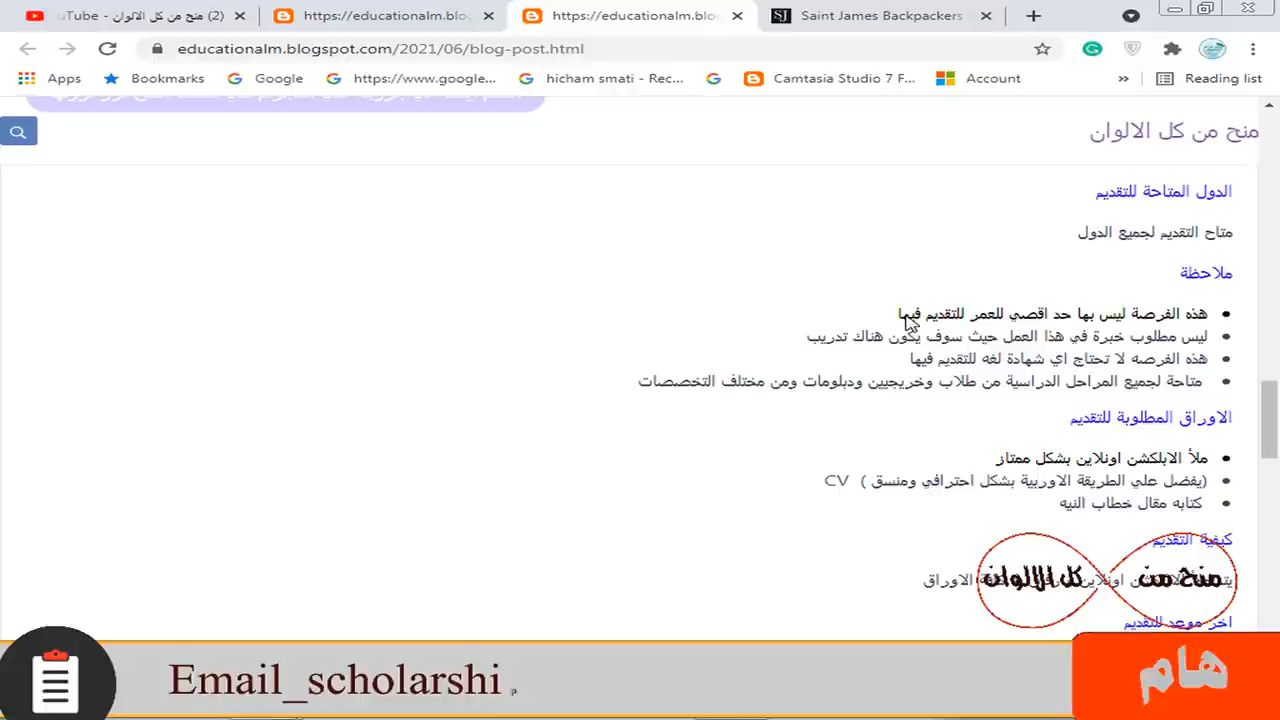 uTube - منح من كل الالوان (2)
https://educationalm.blog
https://educationalm.blog
Saint James Backpackers
educationalm.blogspot.com/2021/06/blog-post.html
Apps
Bookmarks
Google
https://www.google...
hicham smati - Rec...
Camtasia Studio 7 F...
Account
»
Reading list
منح من كل الالوان
الدول المتاحة للتقديم
متاح التقديم لجميع الدول
ملاحظة
هذه الفرصة ليس بها حد اقصي للعمر للتقديم فيها
ليس مطلوب خبرة في هذا العمل حيث سوف يكون هناك تدريب
هذه الفرصه لا تحتاج اي شهادة لغه للتقديم فيها
متاحة لجميع المراحل الدراسية من طلاب وخريجيين ودبلومات ومن مختلف التخصصات
الاوراق المطلوبة للتقديم
ملأ الابلكشن اونلاين بشكل ممتاز
(يفضل علي الطريقة الاوربية بشكل احترافي ومنسق ) CV
كتابه مقال خطاب النيه
كيفية التقديم
اونلاين
الاوراق
منح من كل الالوان
اخر موعد للتقديم
Email_scholarshi p
هام